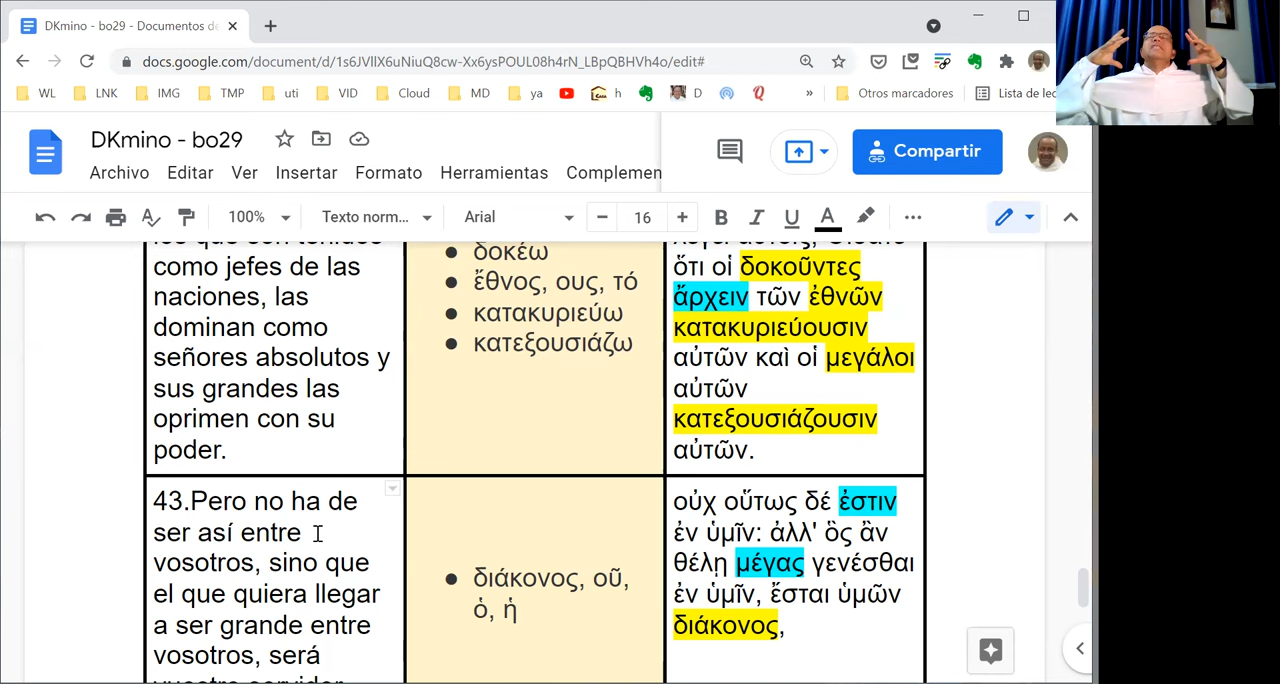 DKmino - bo29 - Documentos de
docs.google.com/document/d/1s6JVllX6uNiuQ8cw-Xx6ysPOUL08h4rN_LBpQBHVh4o/edit#
WL LNK IMG TMP uti VID Cloud MD ya h D » Otros marcadores Lista de lec
DKmino - bo29
Compartir
Archivo Editar Ver Insertar Formato Herramientas Complemen
100% Texto norm... Arial 16 B I U A
como jefes de las
naciones, las
dominan como
señores absolutos y
sus grandes las
oprimen con su
poder.
δοκέω
ἔθνος, ους, τό
κατακυριεύω
κατεξουσιάζω
ὅτι οἱ δοκοῦντες
ἄρχειν τῶν ἐθνῶν
κατακυριεύουσιν
αὐτῶν καὶ οἱ μεγάλοι
αὐτῶν
κατεξουσιάζουσιν
αὐτῶν.
43.Pero no ha de
ser así entre
vosotros, sino que
el que quiera llegar
a ser grande entre
vosotros, será
διάκονος, οῦ,
ὁ, ἡ
οὐχ οὕτως δέ ἐστιν
ἐν ὑμῖν: ἀλλ' ὃς ἂν
θέλῃ μέγας γενέσθαι
ἐν ὑμῖν, ἔσται ὑμῶν
διάκονος,